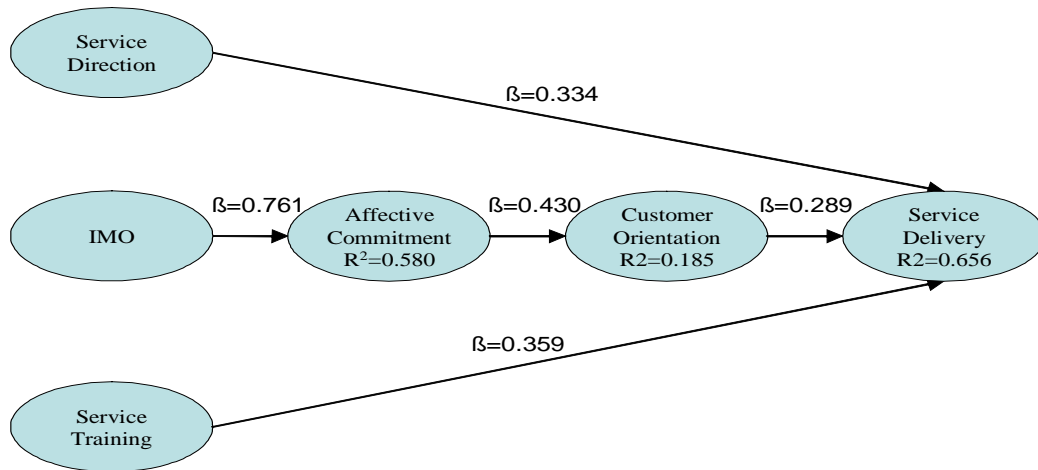 Service
Direction
ß=0.334
IMO
ß=0.761
Affective
Commitment
R²=0.580
ß=0.430
Customer
Orientation
R2=0.185
ß=0.289
Service
Delivery
R2=0.656
ß=0.359
Service
Training